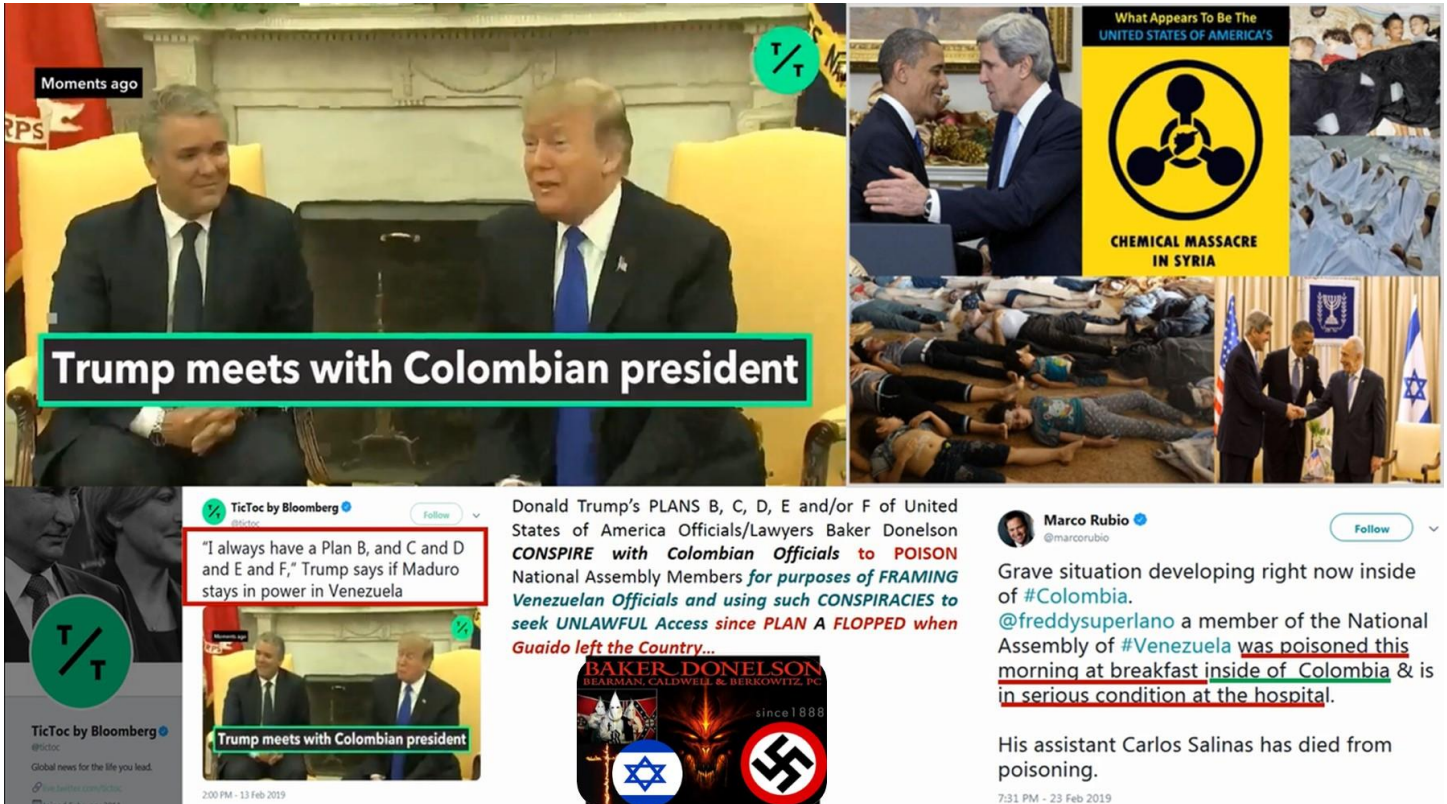 Moments ago
T/T
RPS
Trump meets with Colombian president
What Appears To Be The
UNITED STATES OF AMERICA'S
CHEMICAL MASSACRE
IN SYRIA
T/T
TicToc by Bloomberg
@tictoc
Global news for the life you lead.
live.twitter.com/tictoc
T/T
TicToc by Bloomberg
@tictoc
Follow
“I always have a Plan B, and C and D
and E and F,” Trump says if Maduro
stays in power in Venezuela
Moments ago
T/T
RPS
Trump meets with Colombian president
2:00 PM - 13 Feb 2019
Donald Trump's PLANS B, C, D, E and/or F of United
States of America Officials/Lawyers Baker Donelson
CONSPIRE with Colombian Officials to POISON
National Assembly Members for purposes of FRAMING
Venezuelan Officials and using such CONSPIRACIES to
seek UNLAWFUL Access since PLAN A FLOPPED when
Guaido left the Country...
BAKER DONELSON
BEARMAN, CALDWELL & BERKOWITZ, PC
since1888
Marco Rubio
@marcorubio
Follow
Grave situation developing right now inside
of #Colombia.
@freddysuperlano a member of the National
Assembly of #Venezuela was poisoned this
morning at breakfast inside of Colombia & is
in serious condition at the hospital.
His assistant Carlos Salinas has died from
poisoning.
7:31 PM - 23 Feb 2019